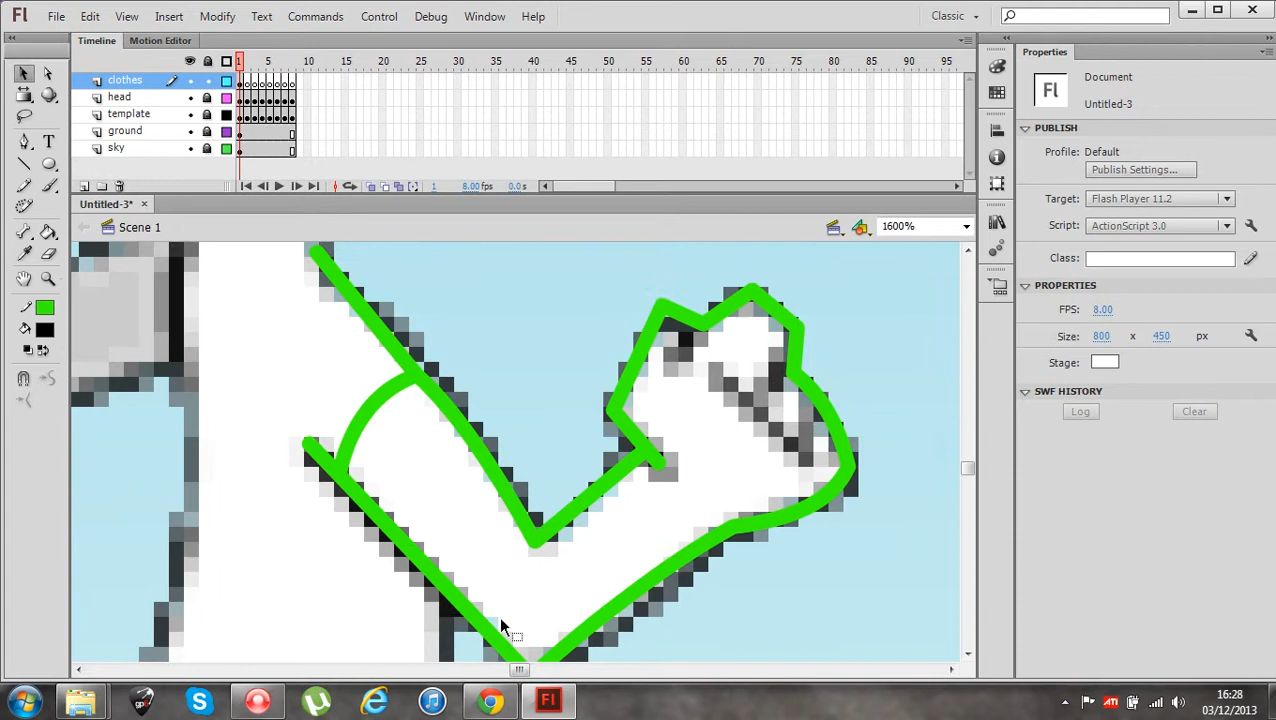 Fl File Edit View Insert Modify Text Commands Control Debug Window Help Classic
Timeline Motion Editor Properties
1 5 10 15 20 25 30 35 40 45 50 55 60 65 70 75 80 85 90 95
clothes
head
template
ground
sky
1 8.00 fps 0.0 s
Untitled-3*
Scene 1 1600%
Fl Document
Untitled-3
PUBLISH
Profile: Default
Publish Settings...
Target: Flash Player 11.2
Script: ActionScript 3.0
Class:
PROPERTIES
FPS: 8.00
Size: 800 x 450 px
Stage:
SWF HISTORY
Log Clear
16:28
03/12/2013